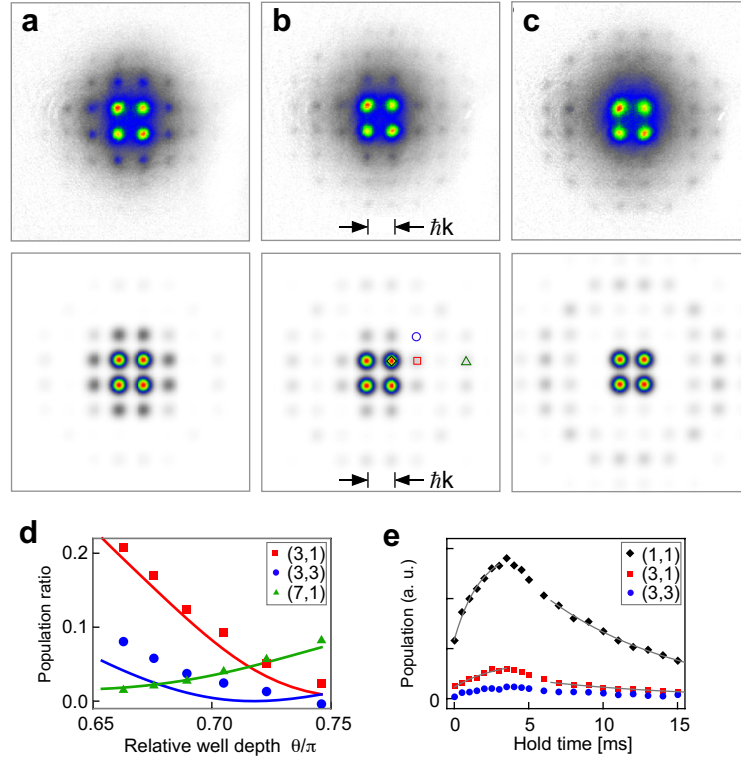 a
b
c
ħk
ħk
d
e
Population ratio
0.2
0.1
0.0
(3,1)
(3,3)
(7,1)
0.65
0.70
0.75
Relative well depth θ/π
Population (a. u.)
0
(1,1)
(3,1)
(3,3)
0
5
10
15
Hold time [ms]